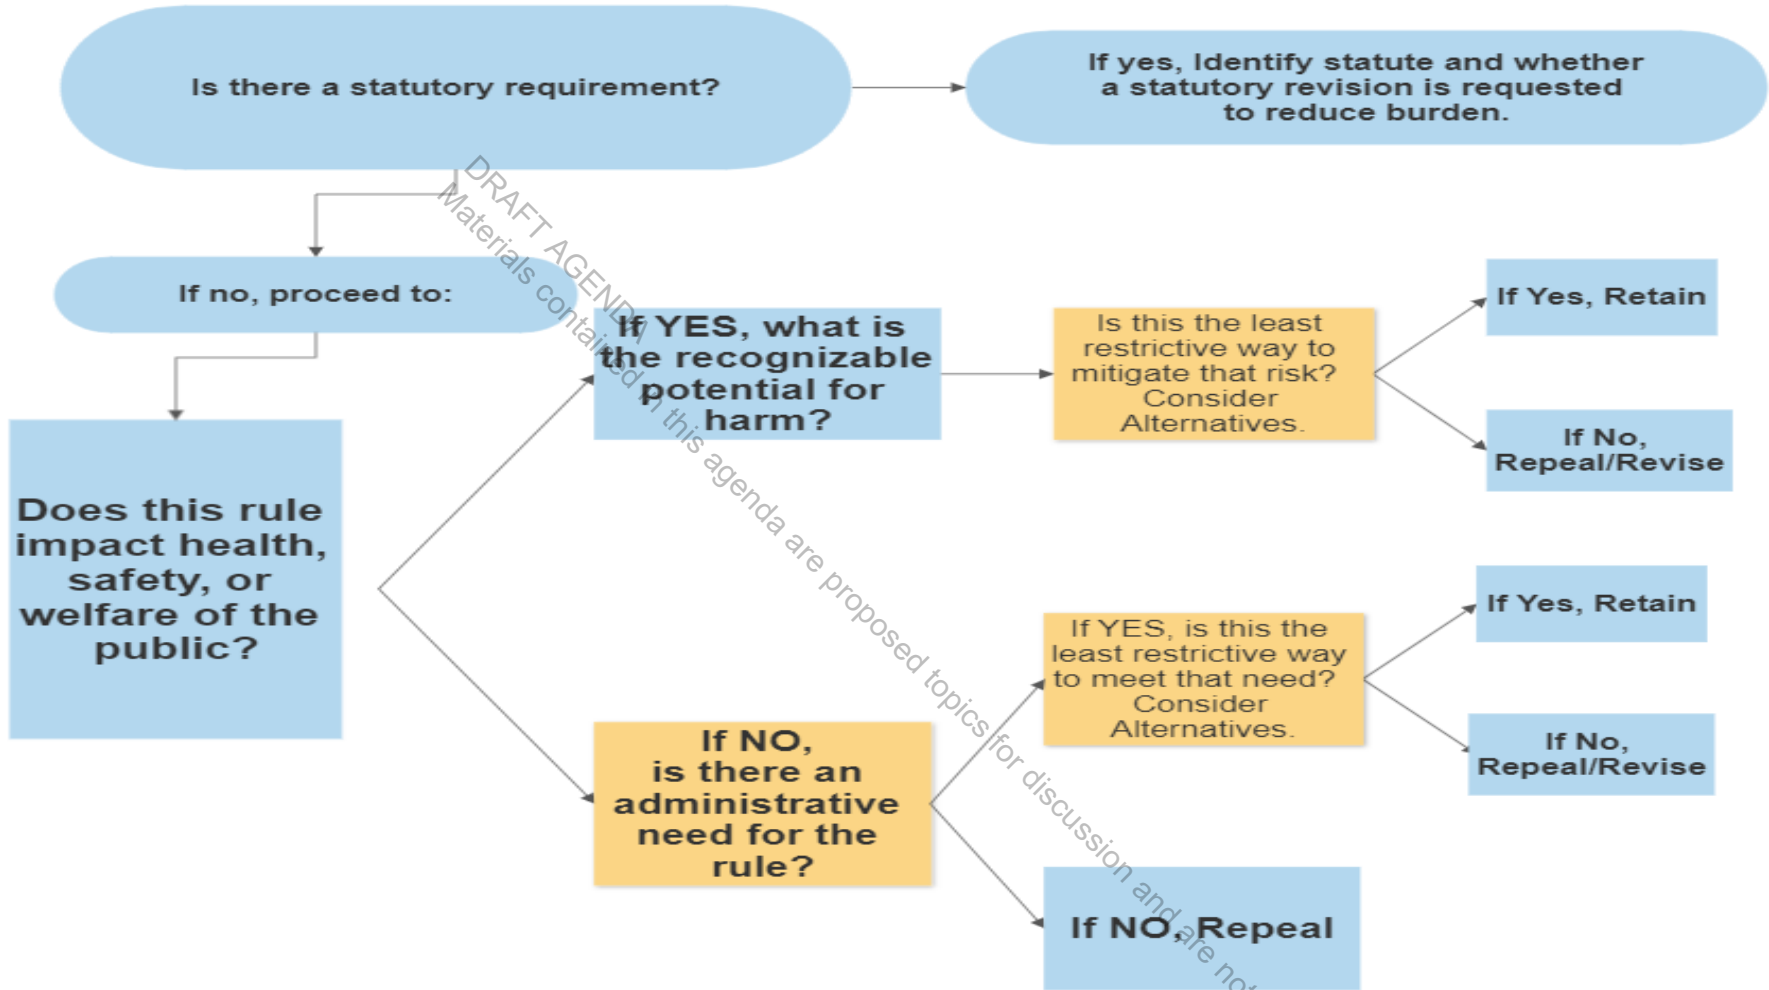 Is there a statutory requirement?
If yes, Identify statute and whether
a statutory revision is requested
to reduce burden.
DRAFT AGENDA
Materials contained in this agenda are proposed topics for discussion and are not
If no, proceed to:
Does this rule
impact health,
safety, or
welfare of the
public?
If YES, what is
the recognizable
potential for
harm?
Is this the least
restrictive way to
mitigate that risk?
Consider
Alternatives.
If Yes, Retain
If No,
Repeal/Revise
If NO,
is there an
administrative
need for the
rule?
If YES, is this the
least restrictive way
to meet that need?
Consider
Alternatives.
If Yes, Retain
If No,
Repeal/Revise
If NO, Repeal